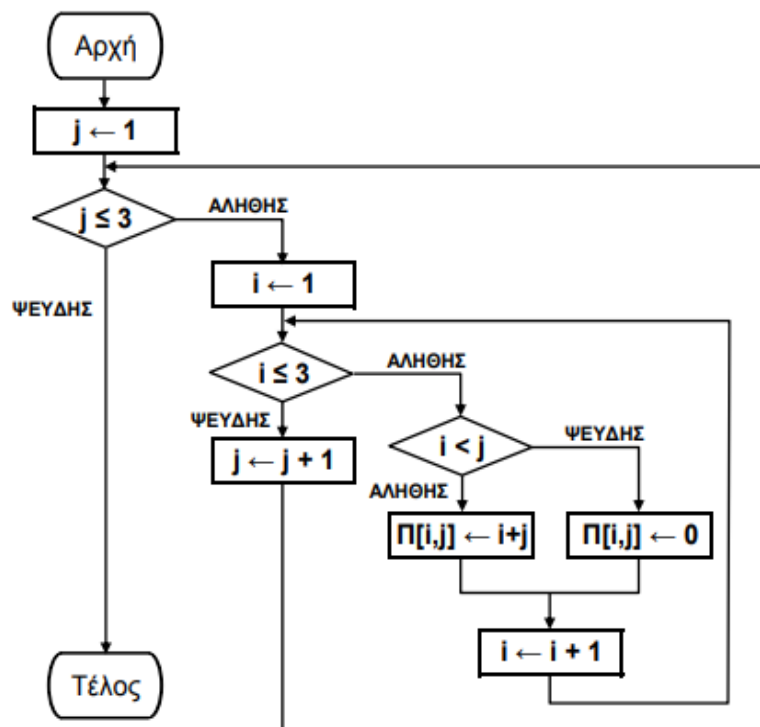 Αρχή
j ← 1
j ≤ 3
ΑΛΗΘΗΣ
ΨΕΥΔΗΣ
i ← 1
i ≤ 3
ΑΛΗΘΗΣ
ΨΕΥΔΗΣ
j ← j + 1
i < j
ΨΕΥΔΗΣ
ΑΛΗΘΗΣ
Π[i,j] ← i+j
Π[i,j] ← 0
i ← i + 1
Τέλος